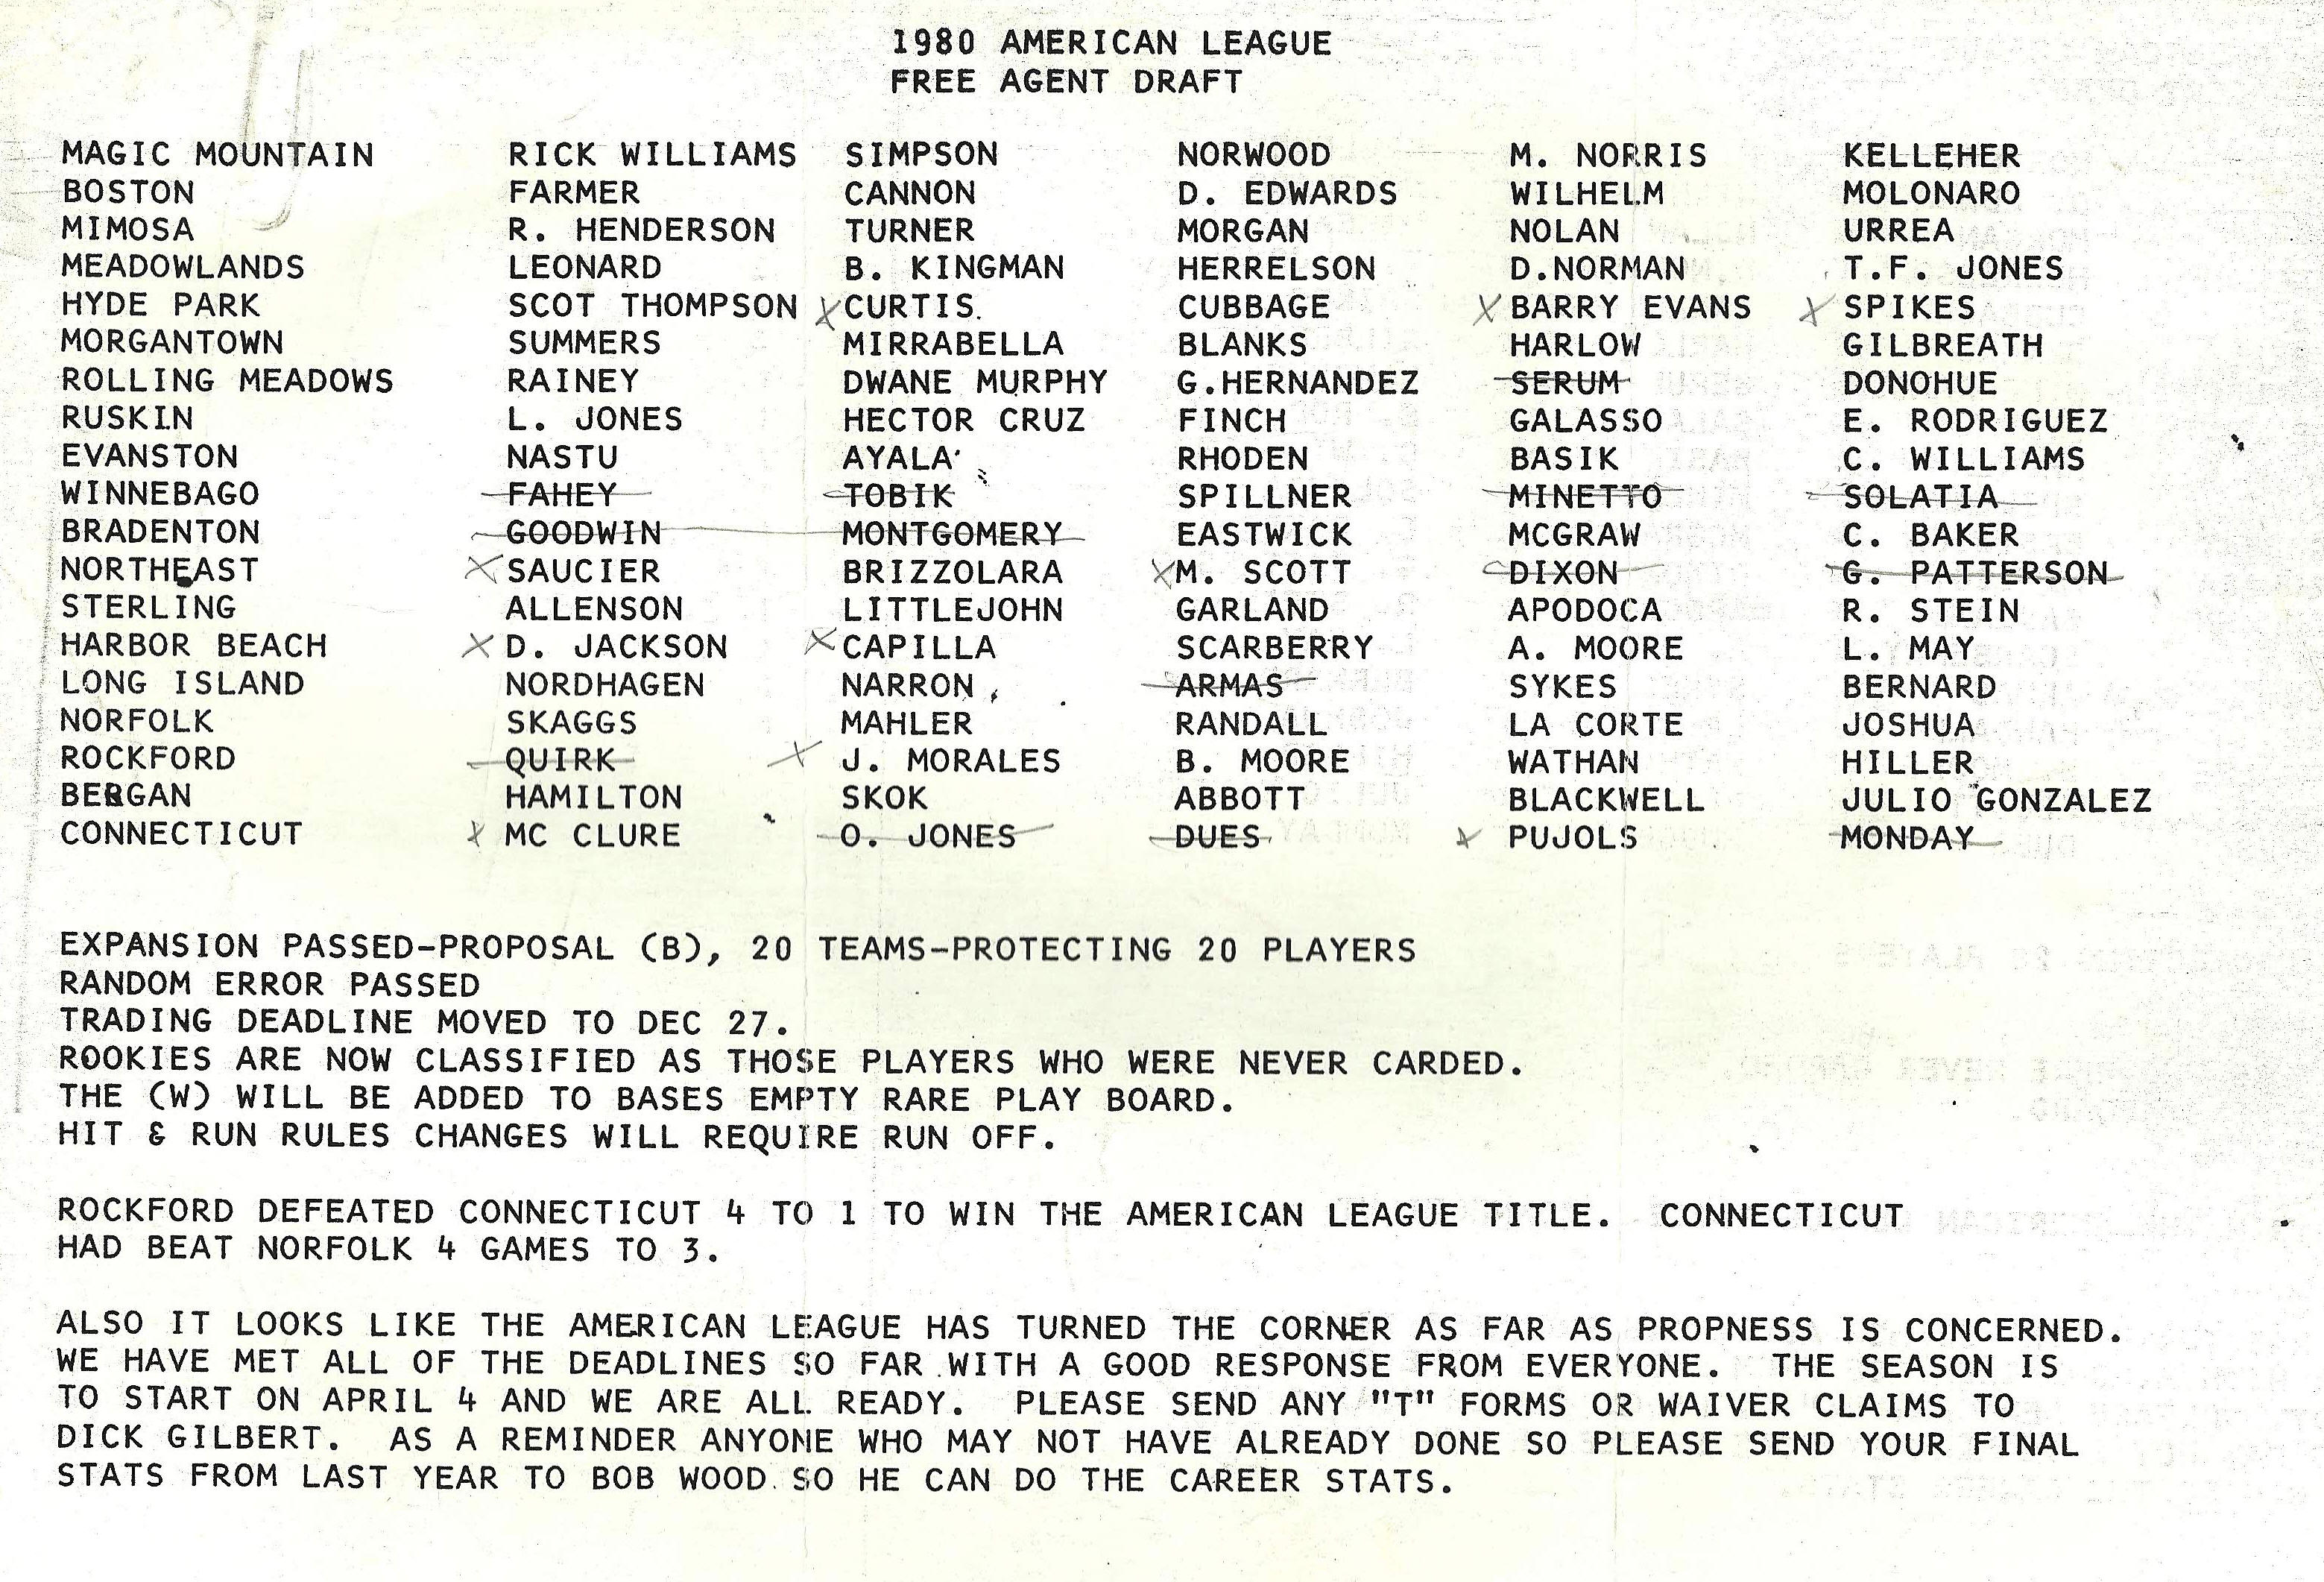 1980 AMERICAN LEAGUE
FREE AGENT DRAFT
MAGIC MOUNTAIN RICK WILLIAMS SIMPSON NORWOOD M. NORRIS KELLEHER
BOSTON FARMER CANNON D. EDWARDS WILHELM MOLONARO
MIMOSA R. HENDERSON TURNER MORGAN NOLAN URREA
MEADOWLANDS LEONARD B. KINGMAN HERRELSON D.NORMAN T.F. JONES
HYDE PARK SCOT THOMPSON X CURTIS CUBBAGE X BARRY EVANS X SPIKES
MORGANTOWN SUMMERS MIRRABELLA BLANKS HARLOW GILBREATH
ROLLING MEADOWS RAINEY DWANE MURPHY G.HERNANDEZ SERUM DONOHUE
RUSKIN L. JONES HECTOR CRUZ FINCH GALASSO E. RODRIGUEZ
EVANSTON NASTU AYALA RHODEN BASIK C. WILLIAMS
WINNEBAGO FAHEY TOBIK SPILLNER MINETTO SOLATIA
BRADENTON GOODWIN MONTGOMERY EASTWICK MCGRAW C. BAKER
NORTHEAST X SAUCIER BRIZZOLARA X M. SCOTT DIXON G. PATTERSON
STERLING ALLENSON LITTLEJOHN GARLAND APODOCA R. STEIN
HARBOR BEACH X D. JACKSON X CAPILLA SCARBERRY A. MOORE L. MAY
LONG ISLAND NORDHAGEN NARRON ARMAS SYKES BERNARD
NORFOLK SKAGGS MAHLER RANDALL LA CORTE JOSHUA
ROCKFORD QUIRK X J. MORALES B. MOORE WATHAN HILLER
BERGAN HAMILTON SKOK ABBOTT BLACKWELL JULIO GONZALEZ
CONNECTICUT X MC CLURE O. JONES DUES X PUJOLS MONDAY
EXPANSION PASSED-PROPOSAL (B), 20 TEAMS-PROTECTING 20 PLAYERS
RANDOM ERROR PASSED
TRADING DEADLINE MOVED TO DEC 27.
ROOKIES ARE NOW CLASSIFIED AS THOSE PLAYERS WHO WERE NEVER CARDED.
THE (W) WILL BE ADDED TO BASES EMPTY RARE PLAY BOARD.
HIT & RUN RULES CHANGES WILL REQUIRE RUN OFF.
ROCKFORD DEFEATED CONNECTICUT 4 TO 1 TO WIN THE AMERICAN LEAGUE TITLE. CONNECTICUT
HAD BEAT NORFOLK 4 GAMES TO 3.
ALSO IT LOOKS LIKE THE AMERICAN LEAGUE HAS TURNED THE CORNER AS FAR AS PROPNESS IS CONCERNED.
WE HAVE MET ALL OF THE DEADLINES SO FAR WITH A GOOD RESPONSE FROM EVERYONE. THE SEASON IS
TO START ON APRIL 4 AND WE ARE ALL READY. PLEASE SEND ANY "T" FORMS OR WAIVER CLAIMS TO
DICK GILBERT. AS A REMINDER ANYONE WHO MAY NOT HAVE ALREADY DONE SO PLEASE SEND YOUR FINAL
STATS FROM LAST YEAR TO BOB WOOD SO HE CAN DO THE CAREER STATS.